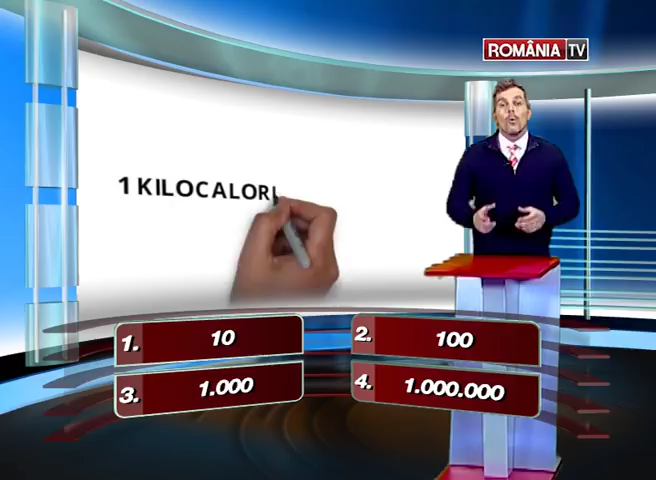 ROMÂNIA TV
1 KILOCALORI
1. 10
2. 100
3. 1.000
4. 1.000.000